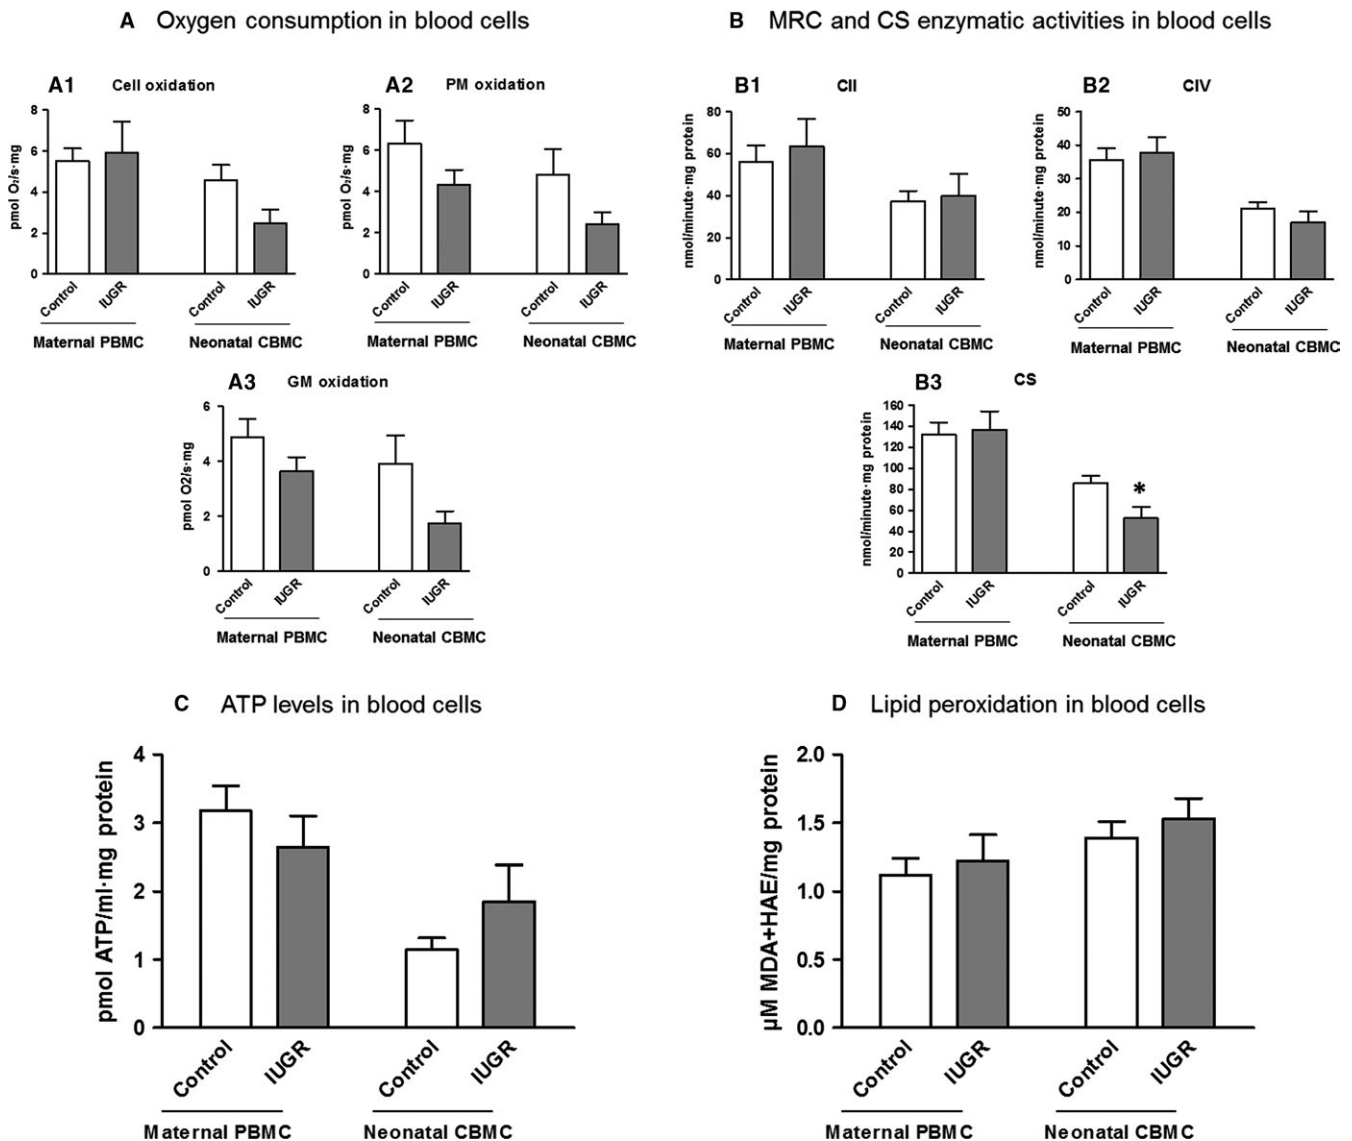 A Oxygen consumption in blood cells
A1 Cell oxidation
pmol O₂/s·mg
8
6
4
2
0
Control IUGR Control IUGR
Maternal PBMC Neonatal CBMC
A2 PM oxidation
pmol O₂/s·mg
8
6
4
2
0
Control IUGR Control IUGR
Maternal PBMC Neonatal CBMC
A3 GM oxidation
pmol O2/s·mg
6
4
2
0
Control IUGR Control IUGR
Maternal PBMC Neonatal CBMC
B MRC and CS enzymatic activities in blood cells
B1 CII
nmol/minute·mg protein
80
60
40
20
0
Control IUGR Control IUGR
Maternal PBMC Neonatal CBMC
B2 CIV
nmol/minute·mg protein
50
40
30
20
10
0
Control IUGR Control IUGR
Maternal PBMC Neonatal CBMC
B3 CS
nmol/minute·mg protein
160
140
120
100
80
60
40
20
0
*
Control IUGR Control IUGR
Maternal PBMC Neonatal CBMC
C ATP levels in blood cells
pmol ATP/ml·mg protein
4
3
2
1
0
Control IUGR Control IUGR
Maternal PBMC Neonatal CBMC
D Lipid peroxidation in blood cells
µM MDA+HAE/mg protein
2.0
1.5
1.0
0.5
0.0
Control IUGR Control IUGR
Maternal PBMC Neonatal CBMC